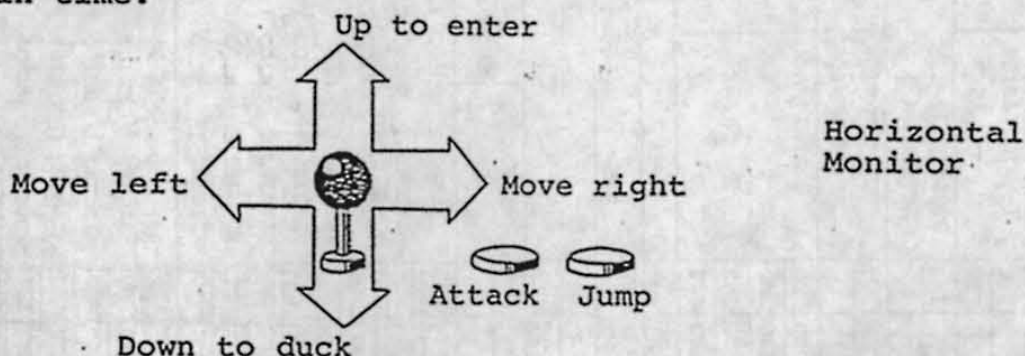 Up to enter
Horizontal
Monitor
Move left
Move right
Attack Jump
Down to duck